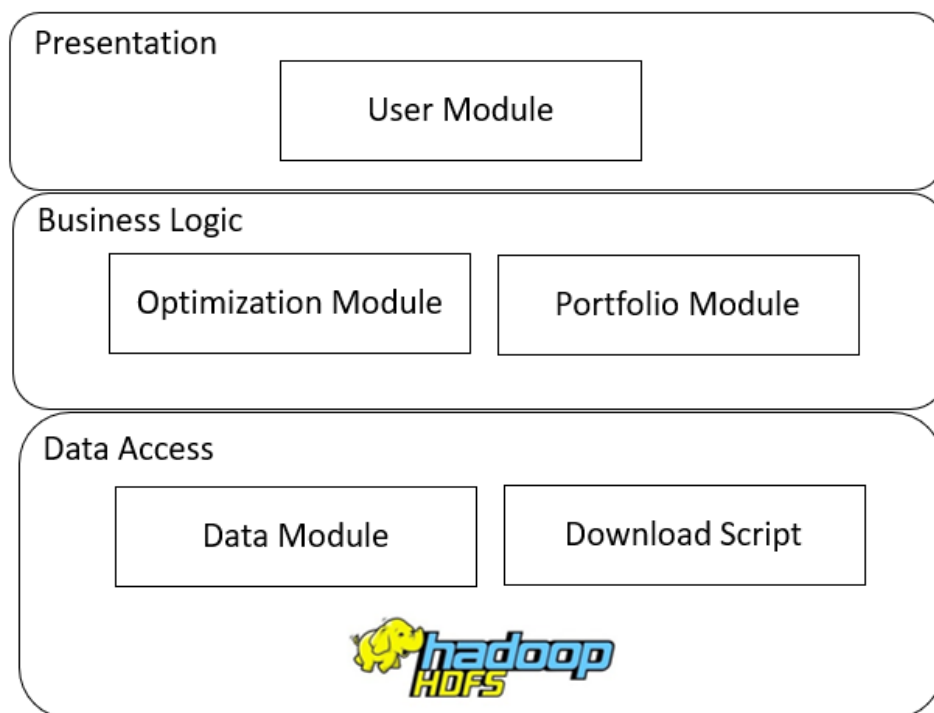 Presentation
User Module
Business Logic
Optimization Module
Portfolio Module
Data Access
Data Module
Download Script
hadoop
HDFS